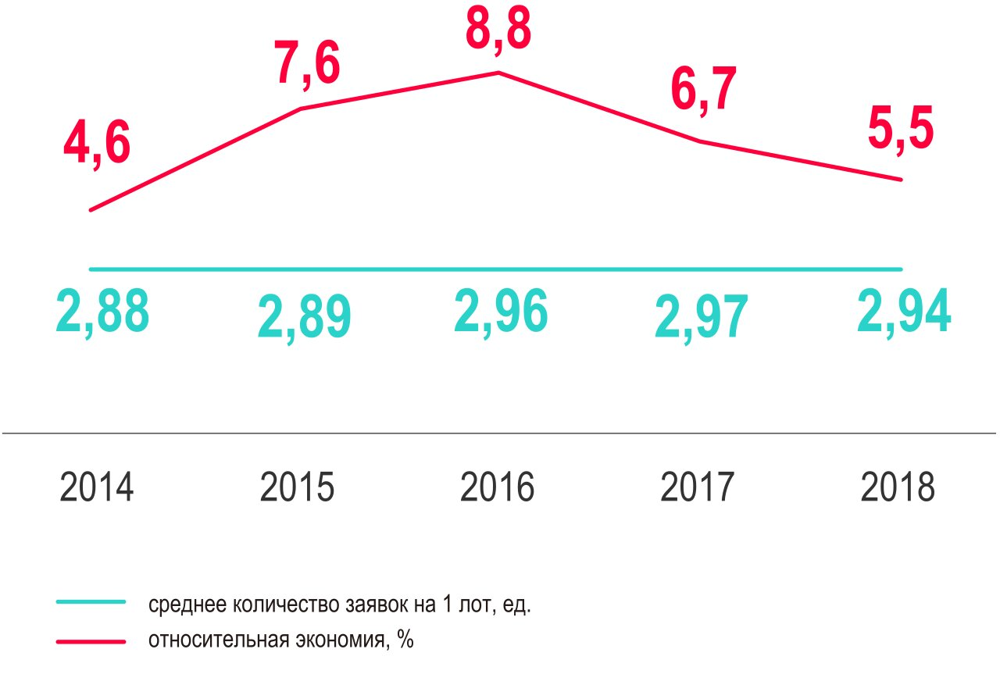 8,8
7,6
6,7
5,5
4,6
2,88 2,89 2,96 2,97 2,94
2014 2015 2016 2017 2018
среднее количество заявок на 1 лот, ед.
относительная экономия, %